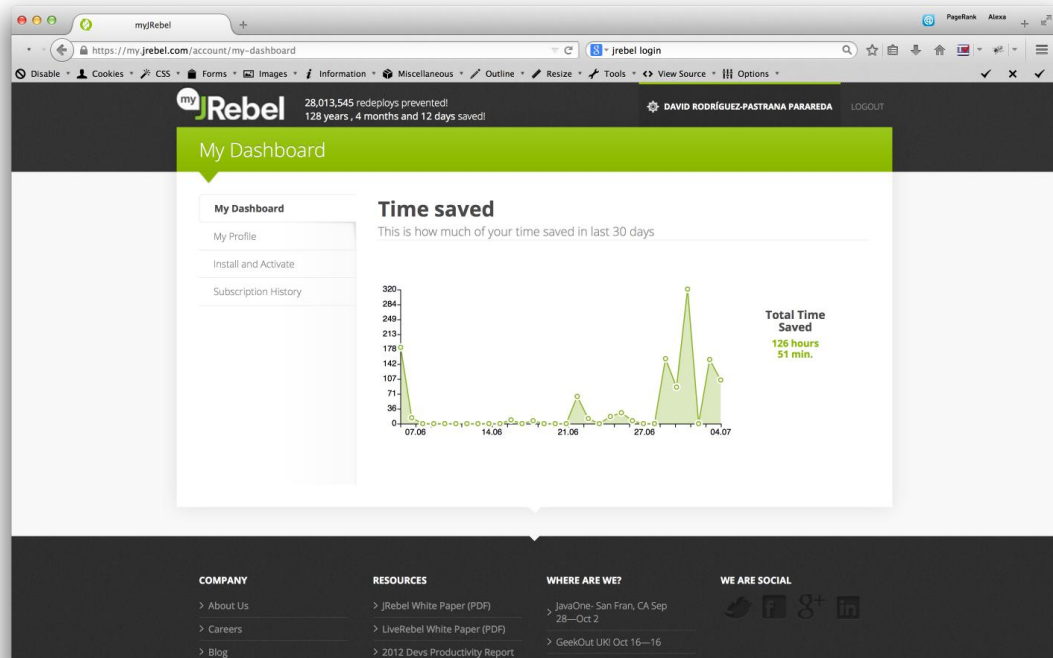 myJRebel
PageRank
Alexa
https://my.jrebel.com/account/my-dashboard
jrebel login
Disable
Cookies
CSS
Forms
Images
Information
Miscellaneous
Outline
Resize
Tools
View Source
Options
my JRebel
28,013,545 redeploys prevented!
128 years , 4 months and 12 days saved!
DAVID RODRÍGUEZ-PASTRANA PARAREDA
LOGOUT
My Dashboard
My Dashboard
My Profile
Install and Activate
Subscription History
Time saved
This is how much of your time saved in last 30 days
320
284
249
213
178
142
107
71
36
0
07.06
14.06
21.06
27.06
04.07
Total Time
Saved
126 hours
51 min.
COMPANY
> About Us
> Careers
> Blog
RESOURCES
> JRebel White Paper (PDF)
> LiveRebel White Paper (PDF)
> 2012 Devs Productivity Report
WHERE ARE WE?
> JavaOne- San Fran, CA Sep
28—Oct 2
> GeekOut UK! Oct 16—16
WE ARE SOCIAL